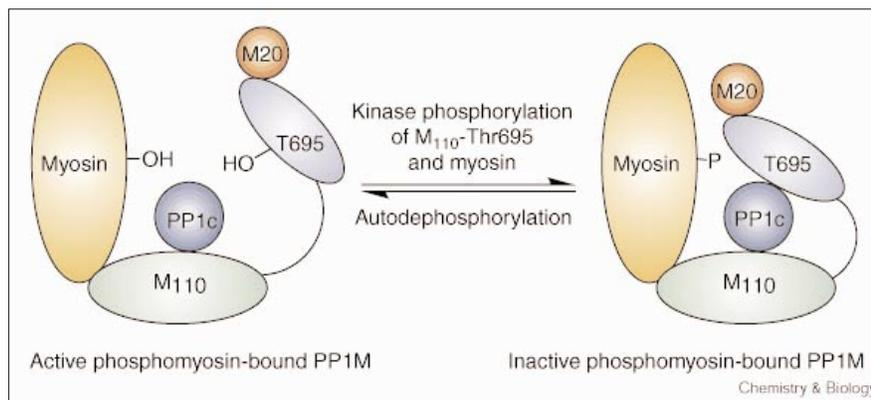 M20
T695
HO
Myosin
OH
PP1c
M110
Active phosphomyosin-bound PP1M
Kinase phosphorylation
of M110-Thr695
and myosin
Autodephosphorylation
M20
T695
Myosin
P
PP1c
M110
Inactive phosphomyosin-bound PP1M
Chemistry & Biology